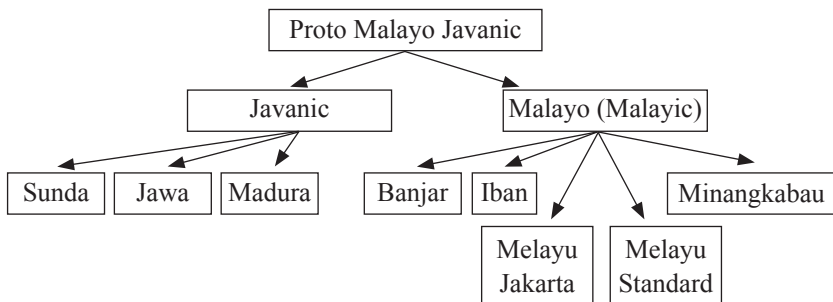 Proto Malayo Javanic
Javanic
Malayo (Malayic)
Sunda
Jawa
Madura
Banjar
Iban
Minangkabau
Melayu
Jakarta
Melayu
Standard